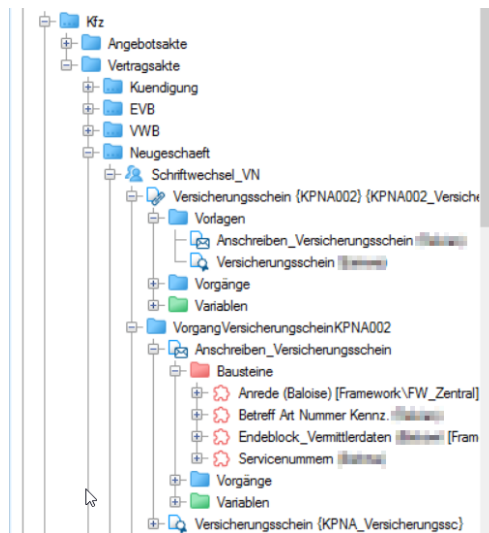 Kfz
Angebotsakte
Vertragsakte
Kuendigung
EVB
VWB
Neugeschaeft
Schriftwechsel_VN
Versicherungsschein {KPNA002} {KPNA002_Versiche
Vorlagen
Anschreiben_Versicherungsschein
Versicherungsschein
Vorgänge
Variablen
VorgangVersicherungscheinKPNA002
Anschreiben_Versicherungsschein
Bausteine
Anrede (Baloise) [Framework\FW_Zentral]
Betreff Art Nummer Kennz.
Endeblock_Vermittlerdaten [Fram
Servicenummern
Vorgänge
Variablen
Versicherungsschein {KPNA_Versicherungssc}